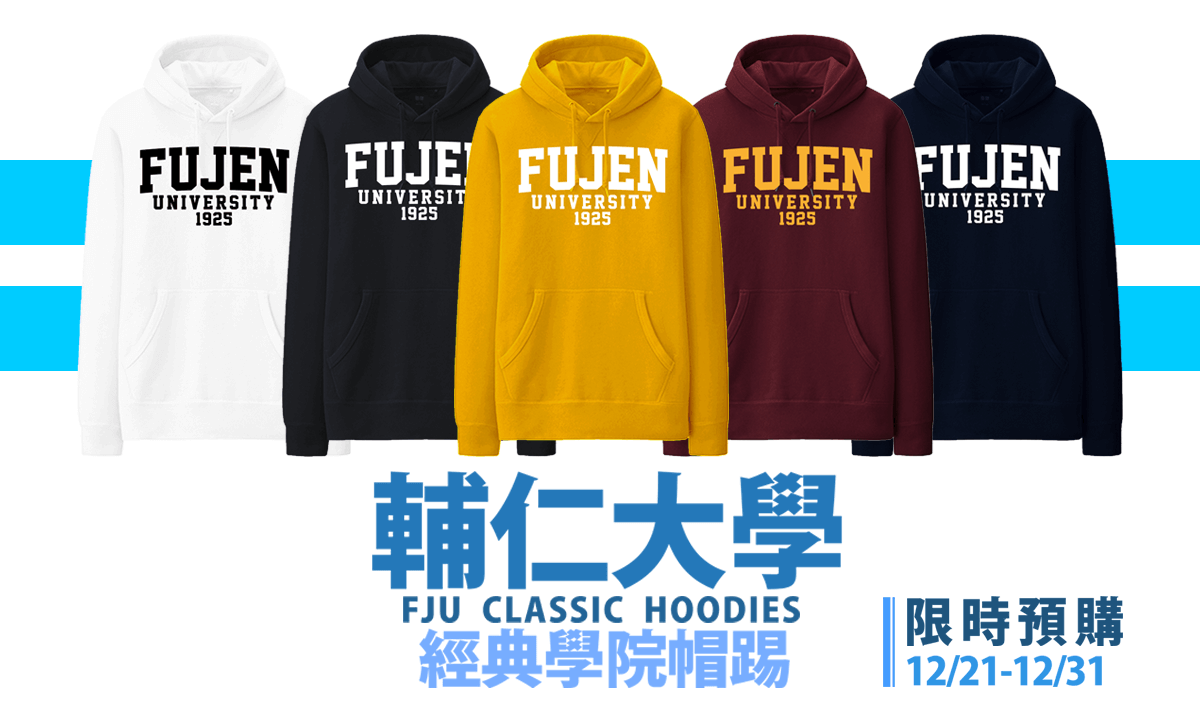 FUJEN
UNIVERSITY
1925
FUJEN
UNIVERSITY
1925
FUJEN
UNIVERSITY
1925
FUJEN
UNIVERSITY
1925
FUJEN
UNIVERSITY
1925
輔仁大學
FJU CLASSIC HOODIES
經典學院帽踢
限時預購
12/21-12/31